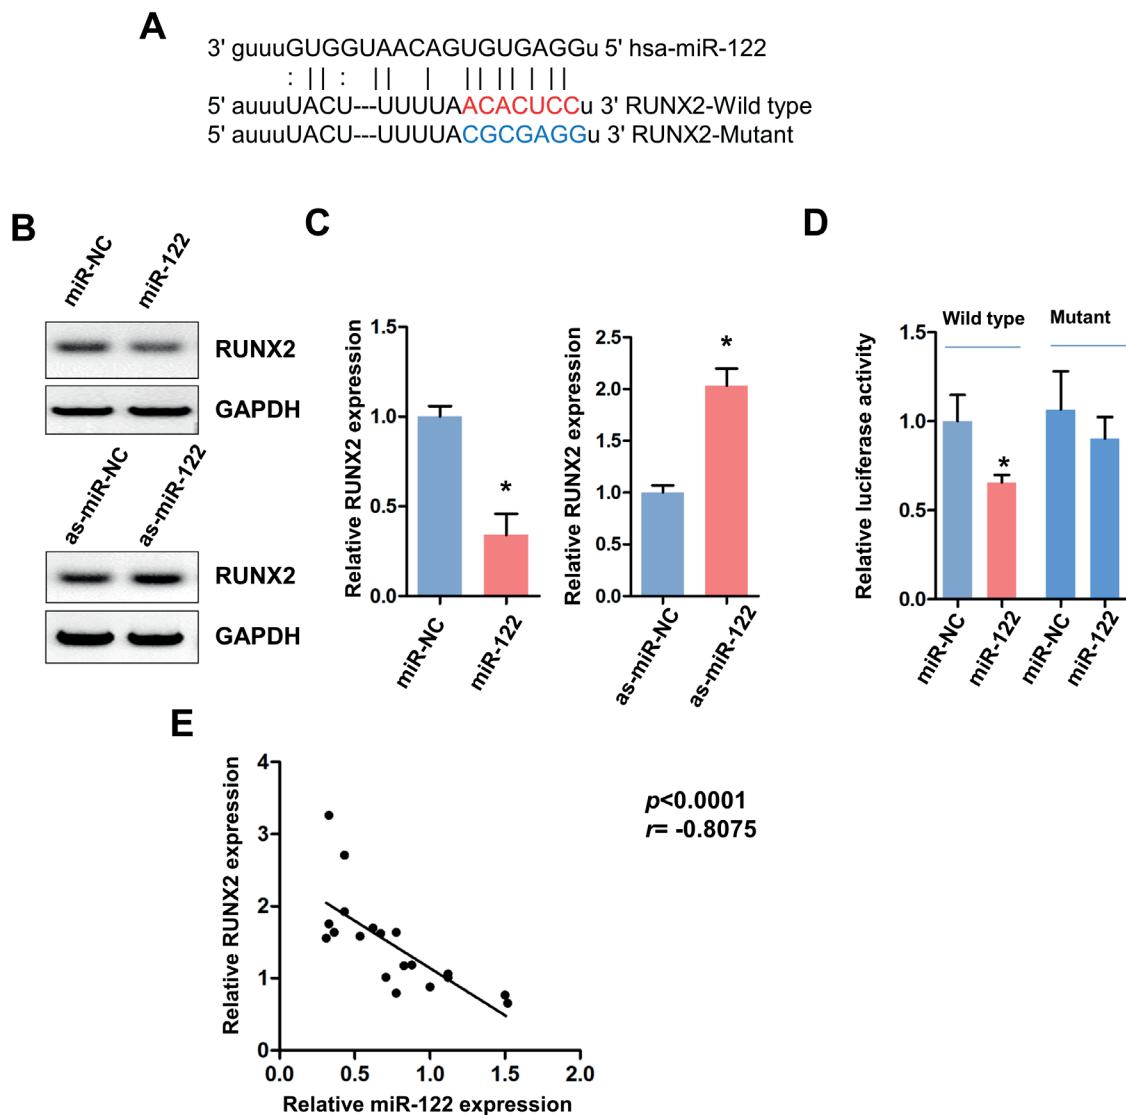 A
3' guuuGUGGUAACAGUGUGAGGu 5' hsa-miR-122
: | | : | | | | | | | | | |
5' auuuUACU---UUUUAACACUCCu 3' RUNX2-Wild type
5' auuuUACU---UUUUACGCGAGGu 3' RUNX2-Mutant
B
miR-NC
miR-122
RUNX2
GAPDH
as-miR-NC
as-miR-122
RUNX2
GAPDH
C
Relative RUNX2 expression
1.5
1.0
0.5
0.0
*
miR-NC
miR-122
Relative RUNX2 expression
2.5
2.0
1.5
1.0
0.5
0.0
*
as-miR-NC
as-miR-122
D
Relative luciferase activity
Wild type
Mutant
1.5
1.0
0.5
0.0
*
miR-NC
miR-122
miR-NC
miR-122
E
Relative RUNX2 expression
4
3
2
1
0
0.0
0.5
1.0
1.5
2.0
Relative miR-122 expression
p<0.0001
r= -0.8075